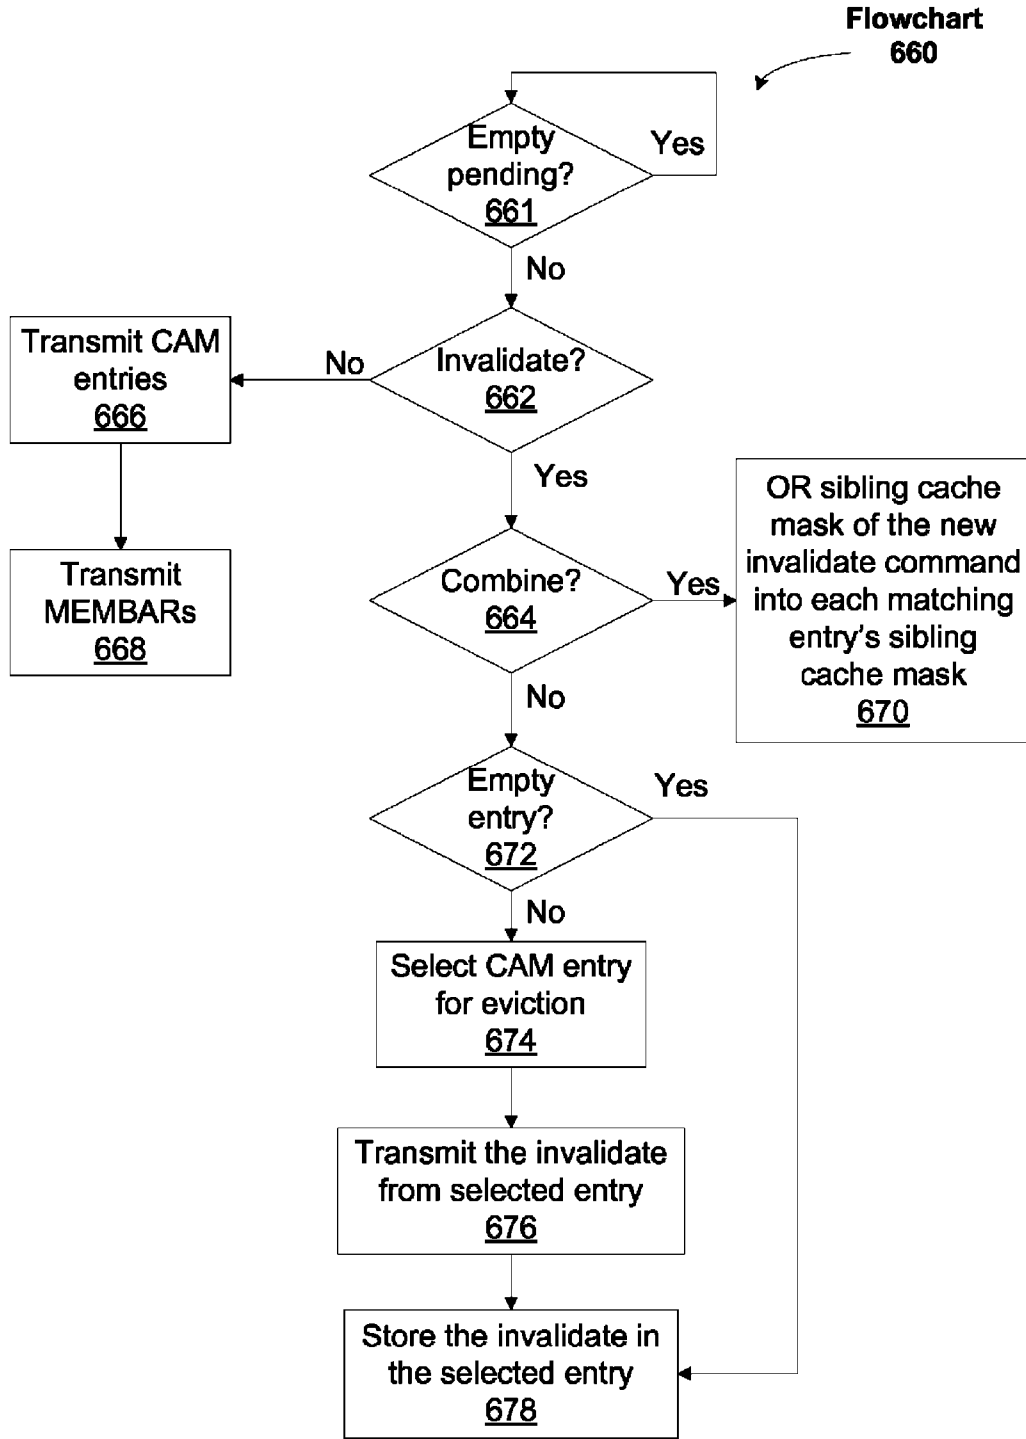 Flowchart
660
Empty
pending?
661
Yes
No
Invalidate?
662
No
Transmit CAM
entries
666
Yes
Transmit
MEMBARs
668
Combine?
664
Yes
OR sibling cache
mask of the new
invalidate command
into each matching
entry's sibling
cache mask
670
No
Empty
entry?
672
Yes
No
Select CAM entry
for eviction
674
Transmit the invalidate
from selected entry
676
Store the invalidate in
the selected entry
678